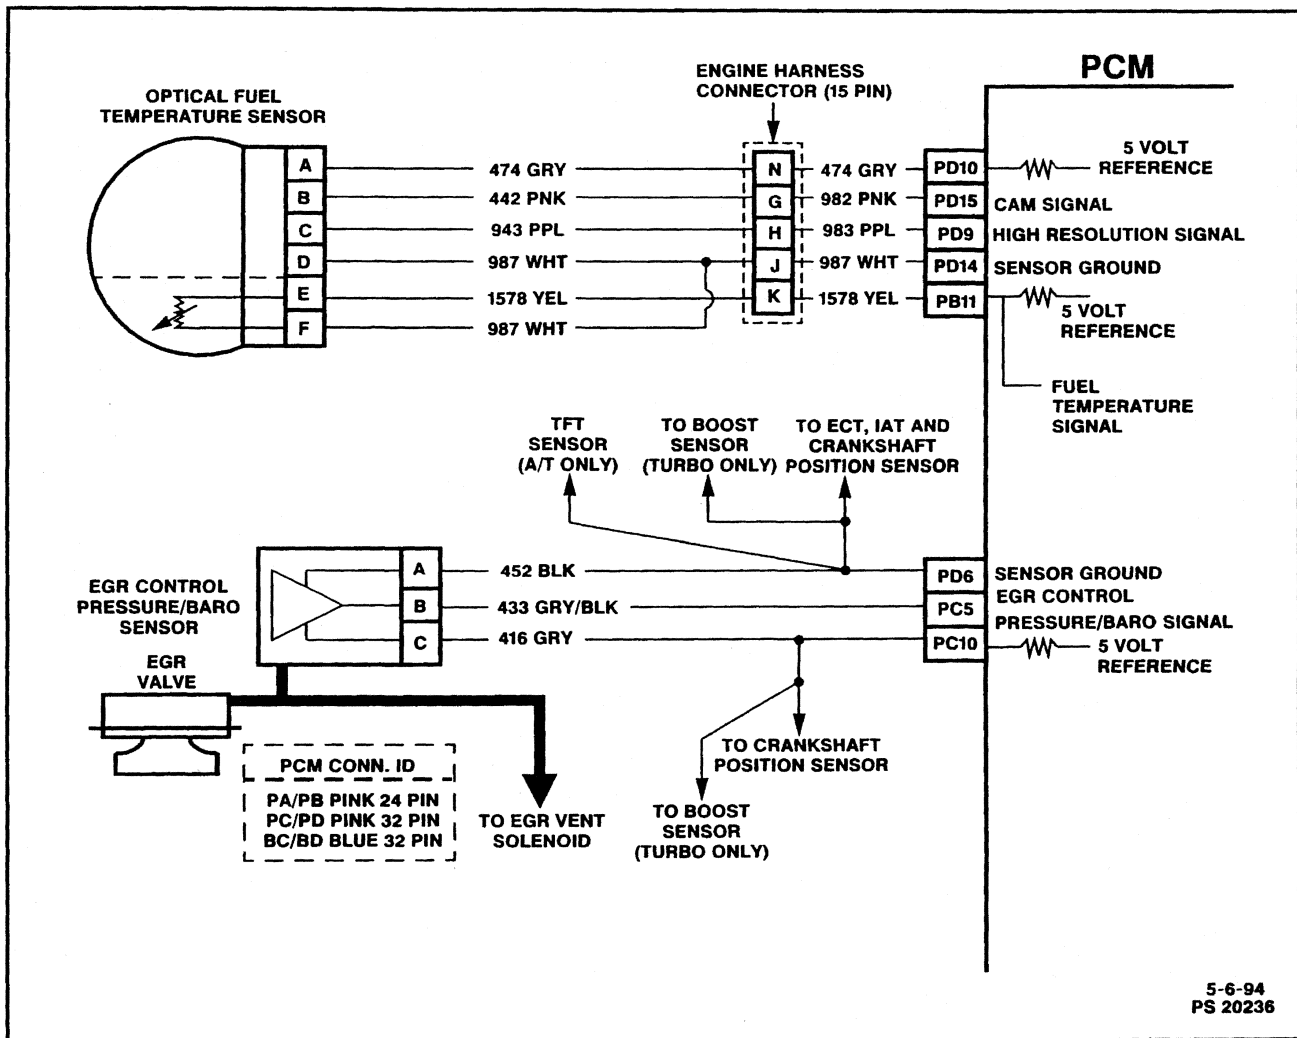 PCM
ENGINE HARNESS
CONNECTOR (15 PIN)
OPTICAL FUEL
TEMPERATURE SENSOR
A
474 GRY
N
474 GRY
PD10
5 VOLT
REFERENCE
B
442 PNK
G
982 PNK
PD15
CAM SIGNAL
C
943 PPL
H
983 PPL
PD9
HIGH RESOLUTION SIGNAL
D
987 WHT
J
987 WHT
PD14
SENSOR GROUND
E
1578 YEL
K
1578 YEL
PB11
5 VOLT
REFERENCE
F
987 WHT
FUEL
TEMPERATURE
SIGNAL
TFT
SENSOR
(A/T ONLY)
TO BOOST
SENSOR
(TURBO ONLY)
TO ECT, IAT AND
CRANKSHAFT
POSITION SENSOR
EGR CONTROL
PRESSURE/BARO
SENSOR
A
452 BLK
PD6
SENSOR GROUND
B
433 GRY/BLK
PC5
EGR CONTROL
PRESSURE/BARO SIGNAL
C
416 GRY
PC10
5 VOLT
REFERENCE
EGR
VALVE
TO CRANKSHAFT
POSITION SENSOR
PCM CONN. ID
PA/PB PINK 24 PIN
PC/PD PINK 32 PIN
BC/BD BLUE 32 PIN
TO EGR VENT
SOLENOID
TO BOOST
SENSOR
(TURBO ONLY)
5-6-94
PS 20236